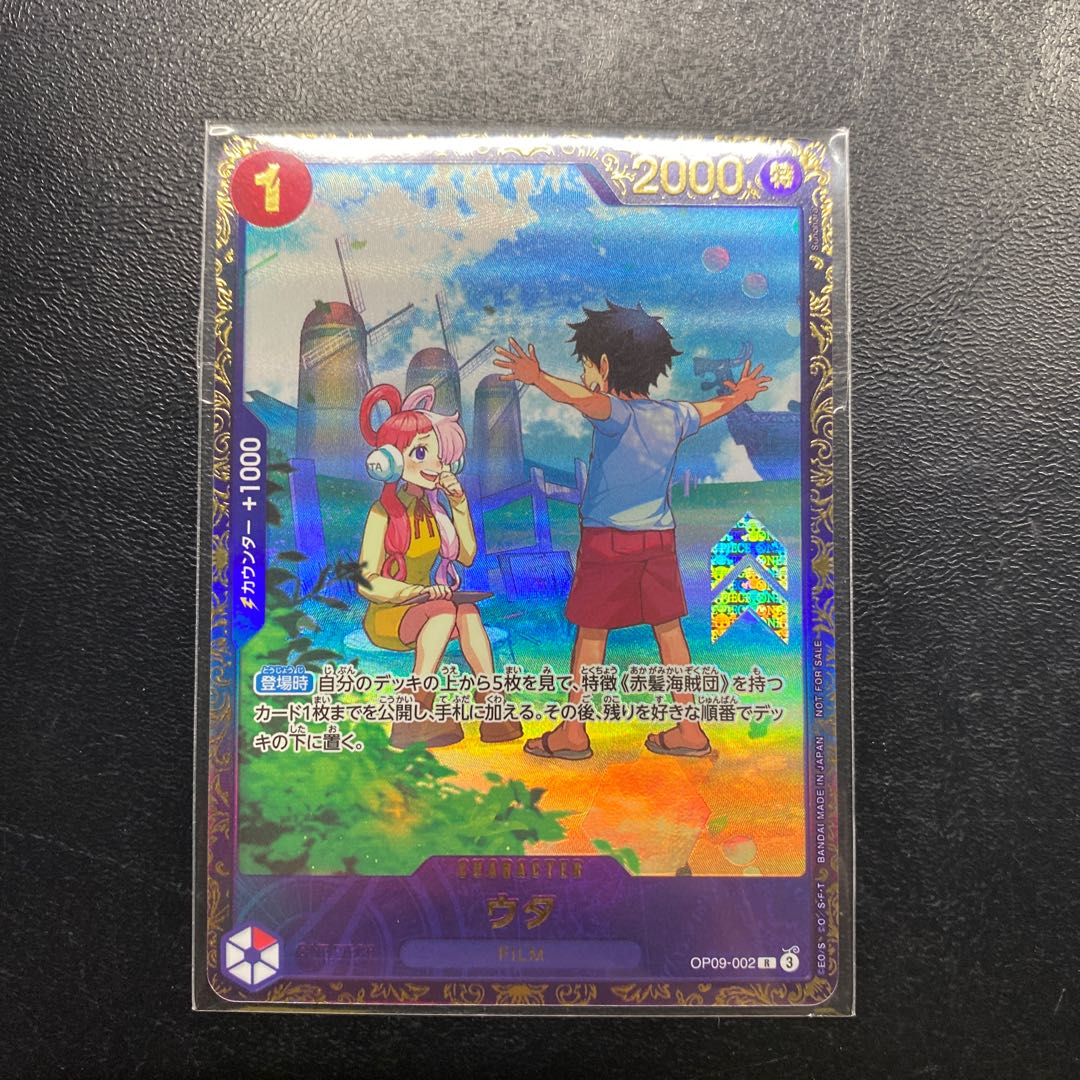 1
2000 特
TA
カウンター +1000
登場時 自分のデッキの上から5枚を見て、特徴《赤髪海賊団》を持つ
カード1枚までを公開し、手札に加える。その後、残りを好きな順番でデッ
キの下に置く。
PIECE ONE
CHARACTER
ウタ
FILM
OP09-002 R 3
©E.O/S ©O/ S・F・T BANDAI MADE IN JAPAN NOT FOR SALE